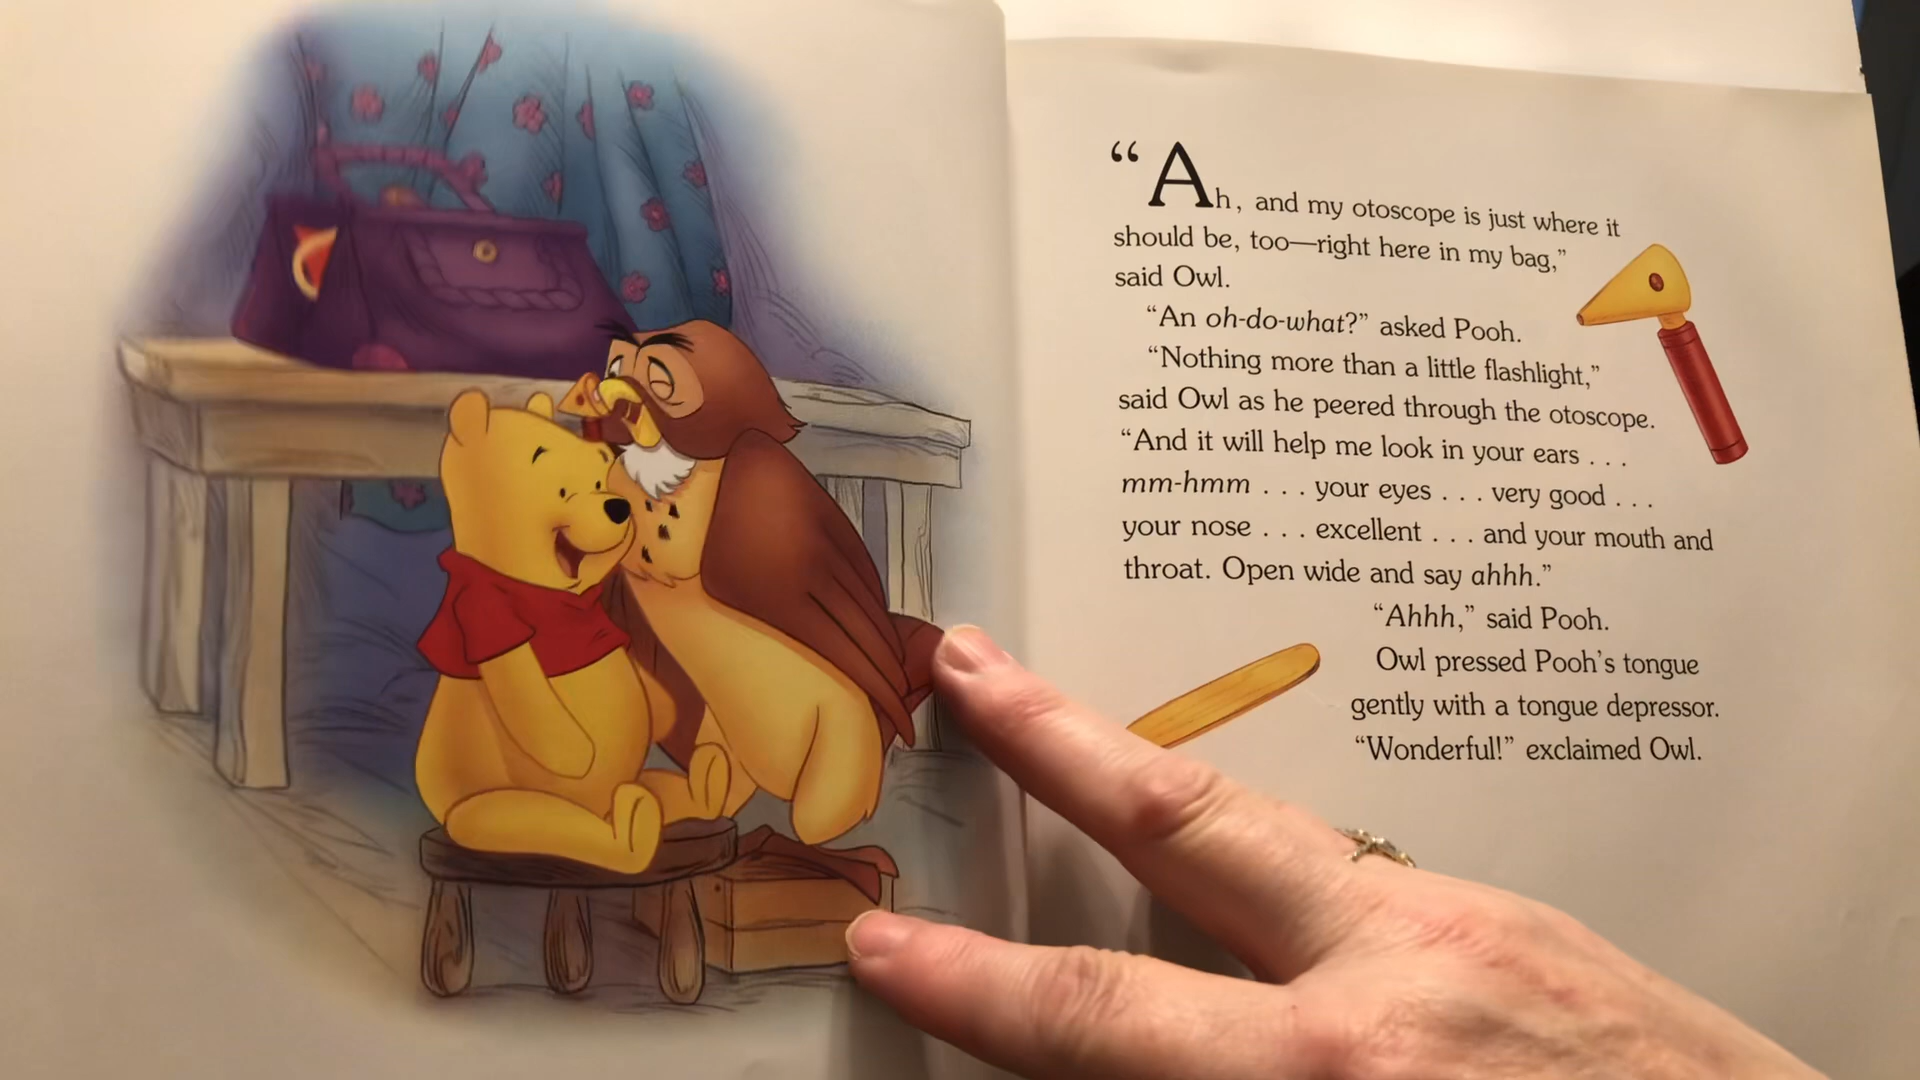 “Ah, and my otoscope is just where it
should be, too—right here in my bag,”
said Owl.
“An oh-do-what?” asked Pooh.
“Nothing more than a little flashlight,”
said Owl as he peered through the otoscope.
“And it will help me look in your ears . . .
mm-hmm . . . your eyes . . . very good . . .
your nose . . . excellent . . . and your mouth and
throat. Open wide and say ahhh.”
“Ahhh,” said Pooh.
Owl pressed Pooh’s tongue
gently with a tongue depressor.
“Wonderful!” exclaimed Owl.